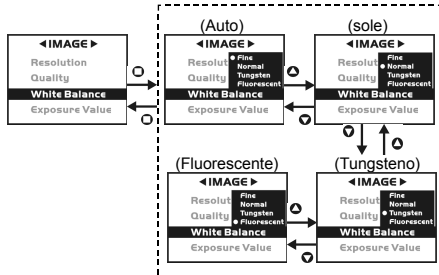 (Auto) (sole)
◄IMAGE►
Resolution
Quality
White Balance
Exposure Value
◄IMAGE►
Resolut
Quality
Fine
Normal
Tungsten
Fluorescent
White Balance
Exposure Value
◄IMAGE►
Resolut
Quality
Fine
Normal
Tungsten
Fluorescent
White Balance
Exposure Value
(Fluorescente) (Tungsteno)
◄IMAGE►
Resolut
Quality
Fine
Normal
Tungsten
Fluorescent
White Balance
Exposure Value
◄IMAGE►
Resolut
Quality
Fine
Normal
Tungsten
Fluorescent
White Balance
Exposure Value